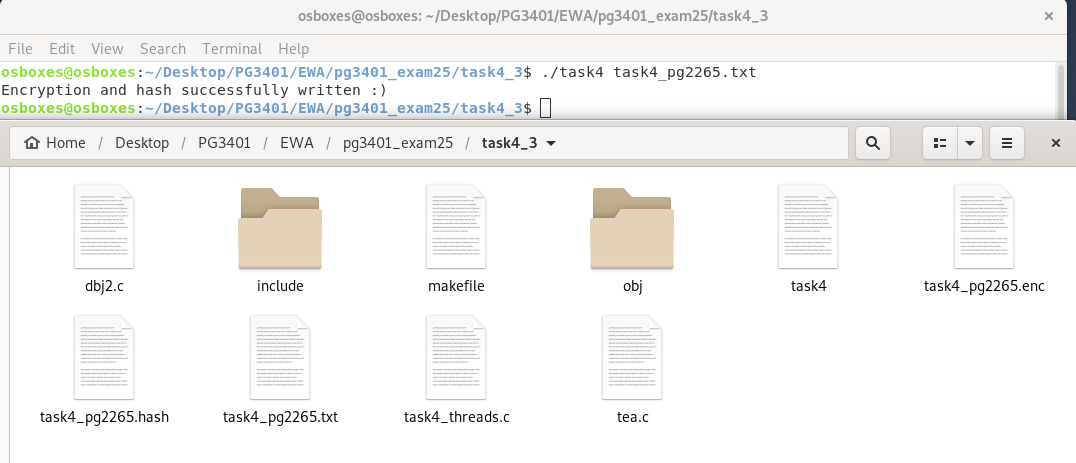 osboxes@osboxes: ~/Desktop/PG3401/EWA/pg3401_exam25/task4_3
File Edit View Search Terminal Help
osboxes@osboxes:~/Desktop/PG3401/EWA/pg3401_exam25/task4_3$ ./task4 task4_pg2265.txt
Encryption and hash successfully written :)
osboxes@osboxes:~/Desktop/PG3401/EWA/pg3401_exam25/task4_3$
Home / Desktop / PG3401 / EWA / pg3401_exam25 / task4_3
dbj2.c include makefile obj task4 task4_pg2265.enc
task4_pg2265.hash task4_pg2265.txt task4_threads.c tea.c